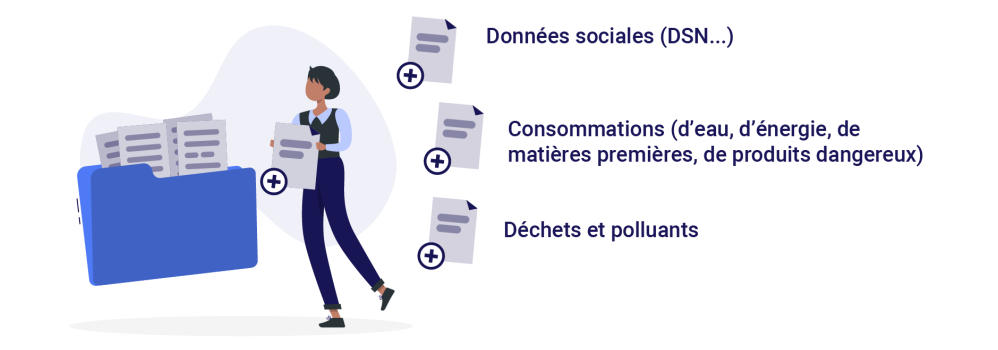 Données sociales (DSN...)
Consommations (d’eau, d’énergie, de
matières premières, de produits dangereux)
Déchets et polluants